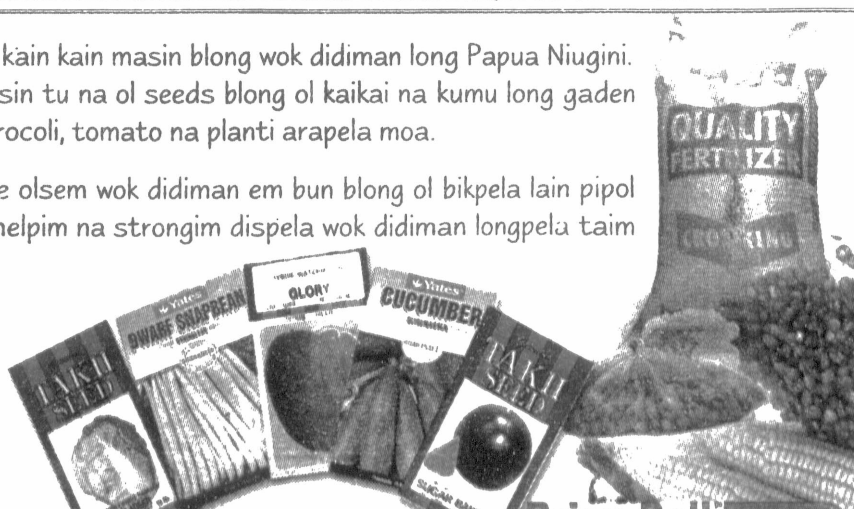 kain kain masin blong wok didiman long Papua Niugini.
sin tu na ol seeds blong ol kaikai na kumu long gaden
rocoli, tomato na planti arapela moa.
e olsem wok didiman em bun blong ol bikpela lain pipol
helpim na strongim dispela wok didiman longpela taim
QUALITY
FERTILIZER
CROP KING
GLORY
Yates
DWARF SNAPBEAN
Yates
CUCUMBER
TAKII
SEED
TAKII
SEED
SUGAR